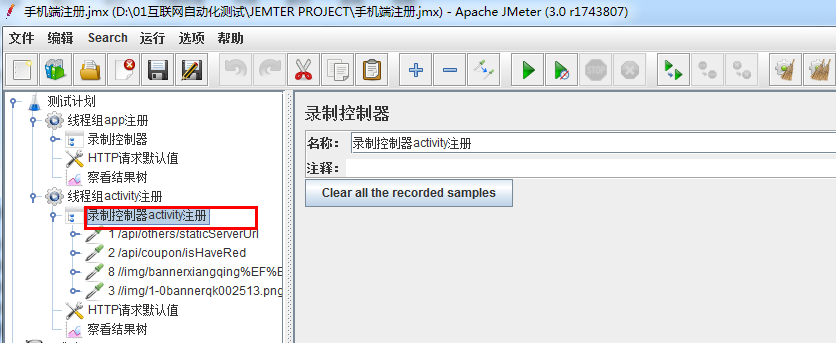 手机端注册.jmx (D:\01互联网自动化测试\JEMTER PROJECT\手机端注册.jmx) - Apache JMeter (3.0 r1743807)
文件 编辑 Search 运行 选项 帮助
STOP
测试计划
线程组app注册
录制控制器
HTTP请求默认值
察看结果树
线程组activity注册
录制控制器activity注册
1 /api/others/staticServerUrl
2 /api/coupon/isHaveRed
8 //img/bannerxiangqing%EF%E
3 //img/1-0bannerqk002513.png
HTTP请求默认值
察看结果树
录制控制器
名称: 录制控制器activity注册
注释:
Clear all the recorded samples